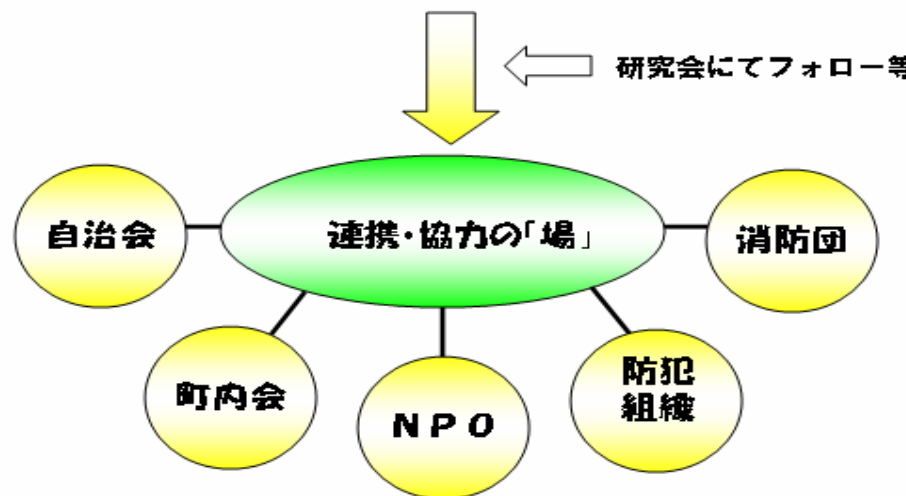 研究会にてフォロー等
自治会
連携・協力の「場」
消防団
町内会
ＮＰＯ
防犯
組織